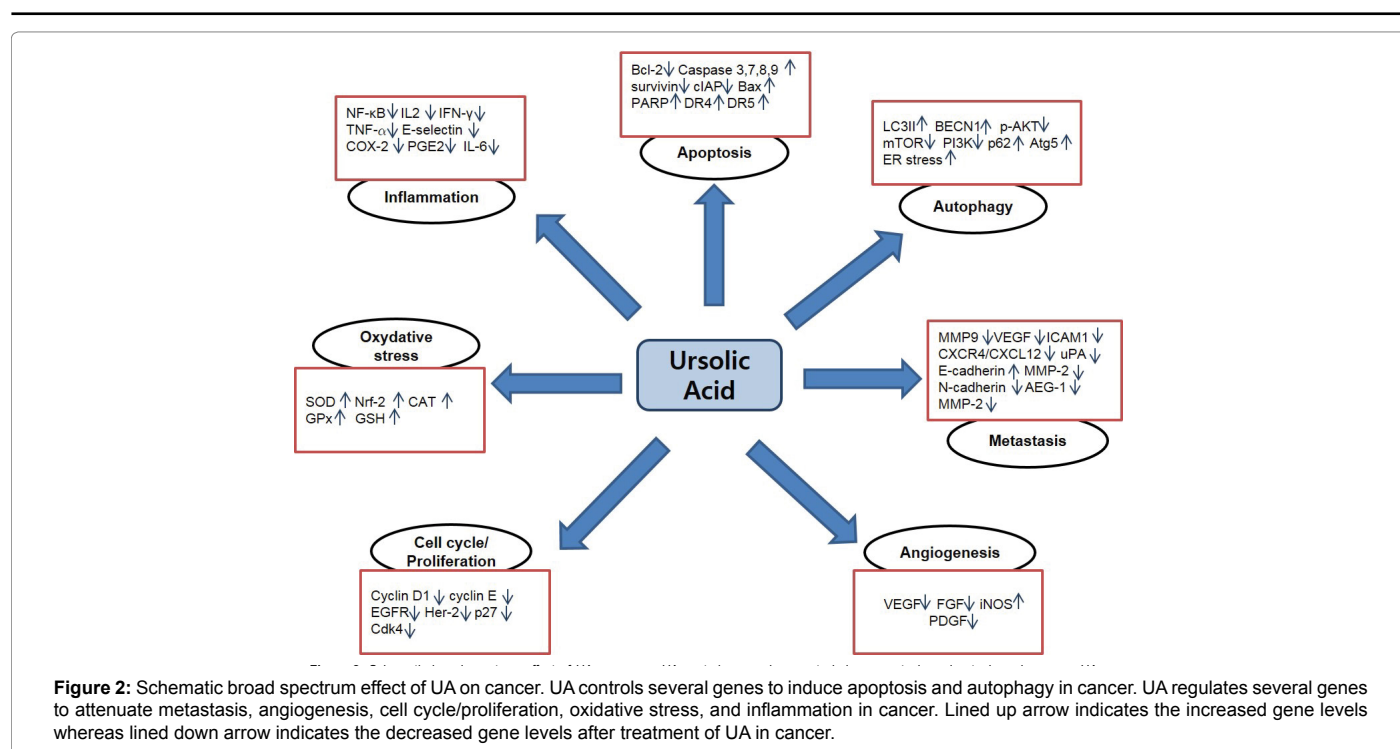 Bcl-2↓ Caspase 3,7,8,9 ↑
survivin↓ cIAP↓ Bax↑
PARP↑ DR4↑ DR5↑
Apoptosis
NF-κB↓ IL2 ↓ IFN-γ↓
TNF-α↓ E-selectin ↓
COX-2 ↓ PGE2↓ IL-6↓
Inflammation
LC3II↑ BECN1↑ p-AKT↓
mTOR↓ PI3K↓ p62↑ Atg5↑
ER stress↑
Autophagy
Oxydative
stress
SOD ↑ Nrf-2 ↑ CAT ↑
GPx↑ GSH↑
Ursolic
Acid
MMP9 ↓VEGF ↓ICAM1 ↓
CXCR4/CXCL12↓ uPA ↓
E-cadherin ↑ MMP-2 ↓
N-cadherin ↓AEG-1↓
MMP-2↓
Metastasis
Cell cycle/
Proliferation
Cyclin D1 ↓ cyclin E ↓
EGFR↓ Her-2↓ p27 ↓
Cdk4↓
Angiogenesis
VEGF↓ FGF↓ iNOS↑
PDGF↓
Figure 2: Schematic broad spectrum effect of UA on cancer. UA controls several genes to induce apoptosis and autophagy in cancer. UA regulates several genes
to attenuate metastasis, angiogenesis, cell cycle/proliferation, oxidative stress, and inflammation in cancer. Lined up arrow indicates the increased gene levels
whereas lined down arrow indicates the decreased gene levels after treatment of UA in cancer.